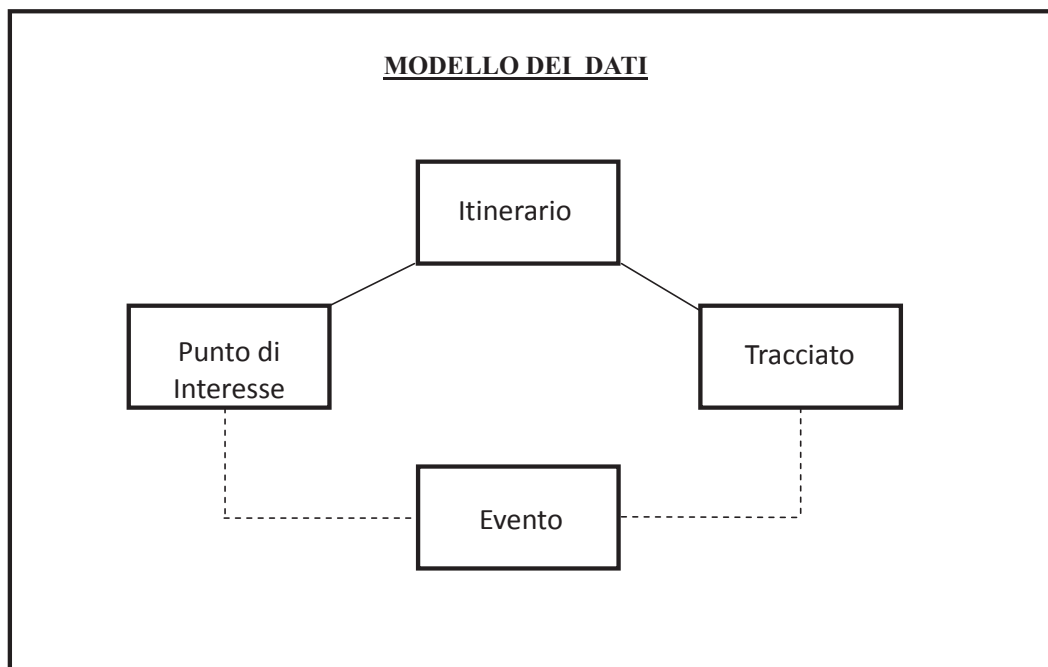 MODELLO DEI DATI
Itinerario
Punto di
Interesse
Tracciato
Evento